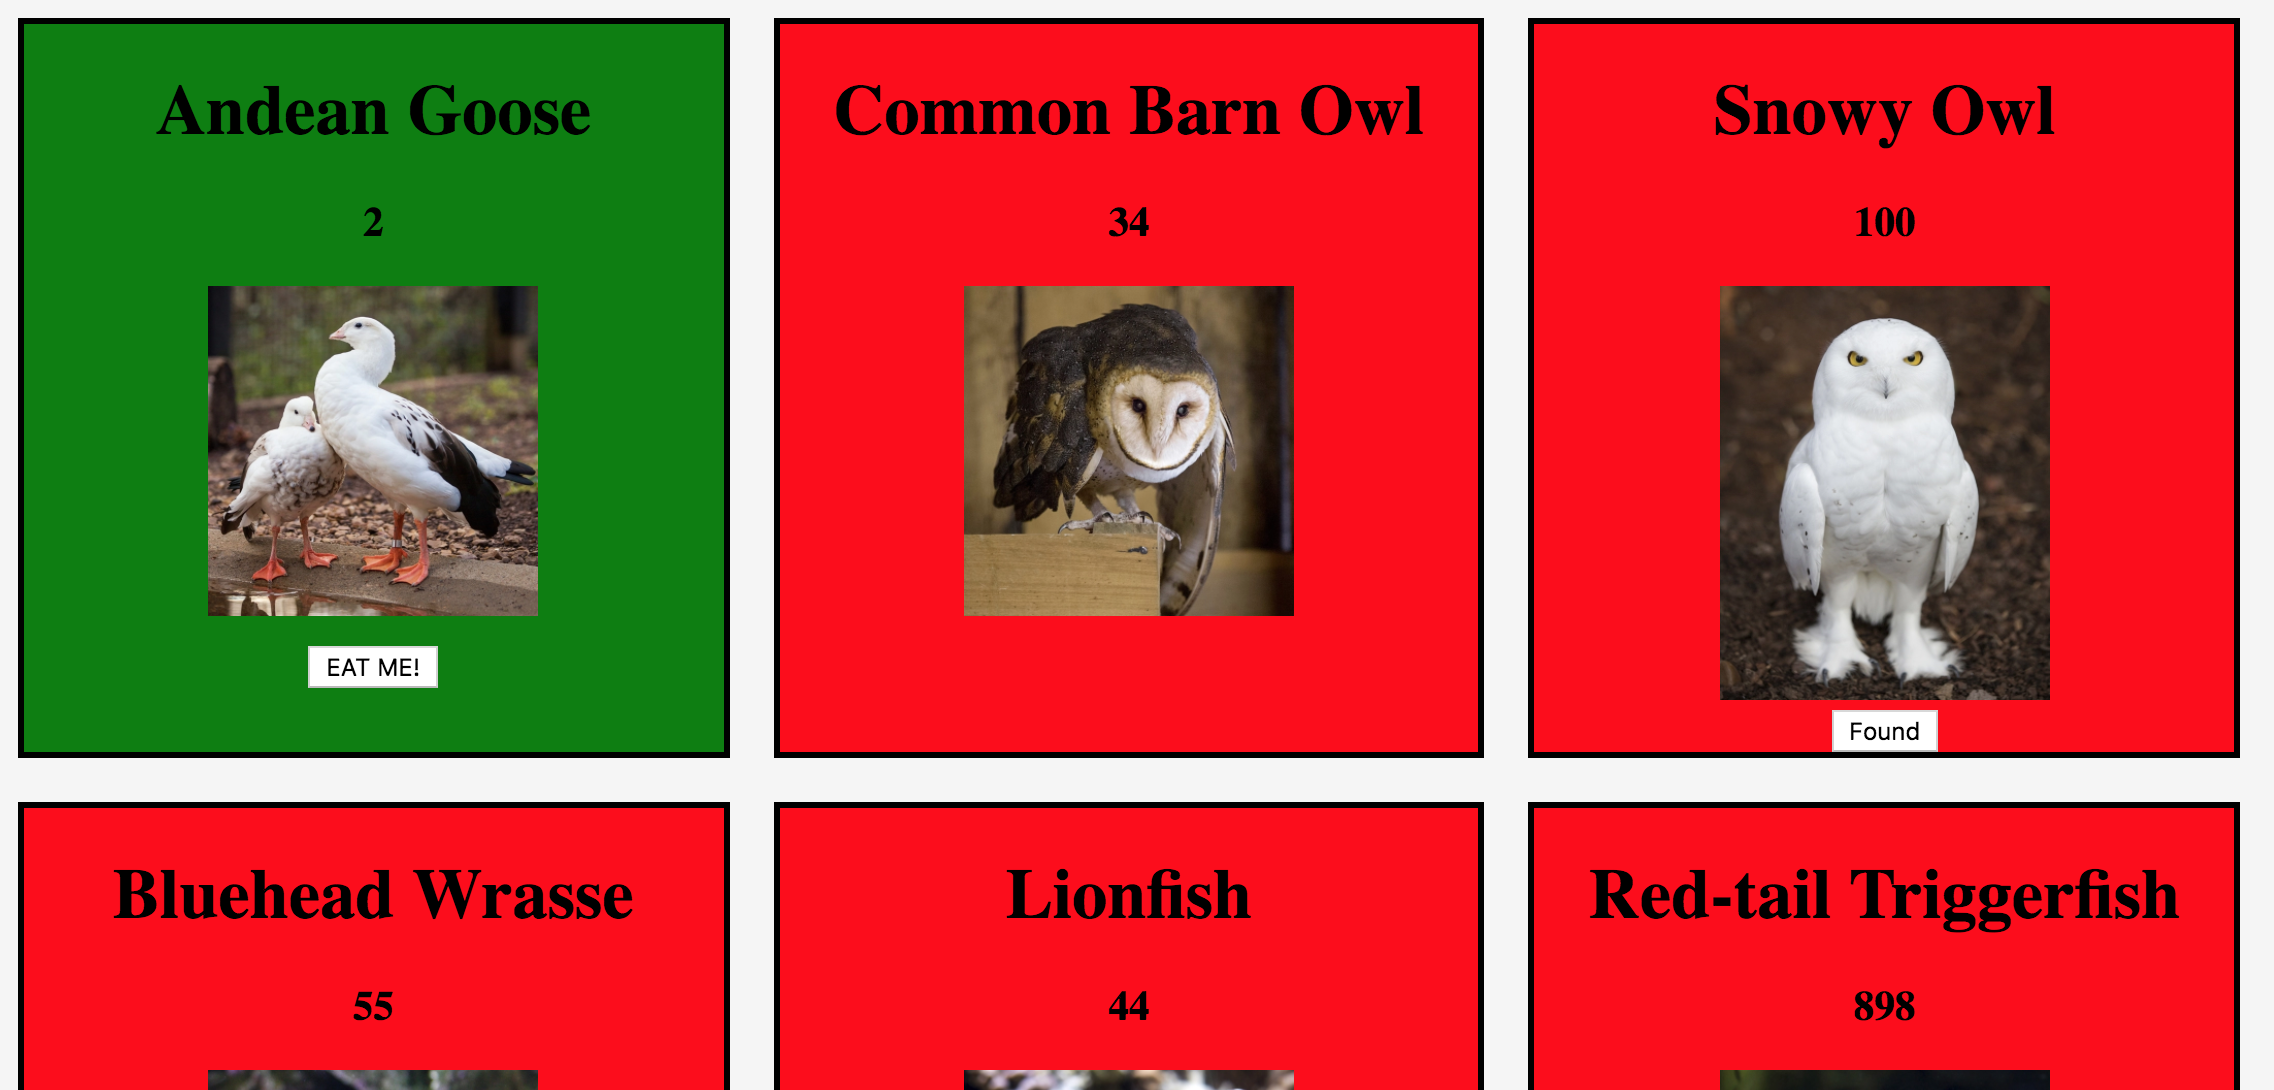 Andean Goose
2
EAT ME!
Common Barn Owl
34
Snowy Owl
100
Found
Bluehead Wrasse
55
Lionfish
44
Red-tail Triggerfish
898